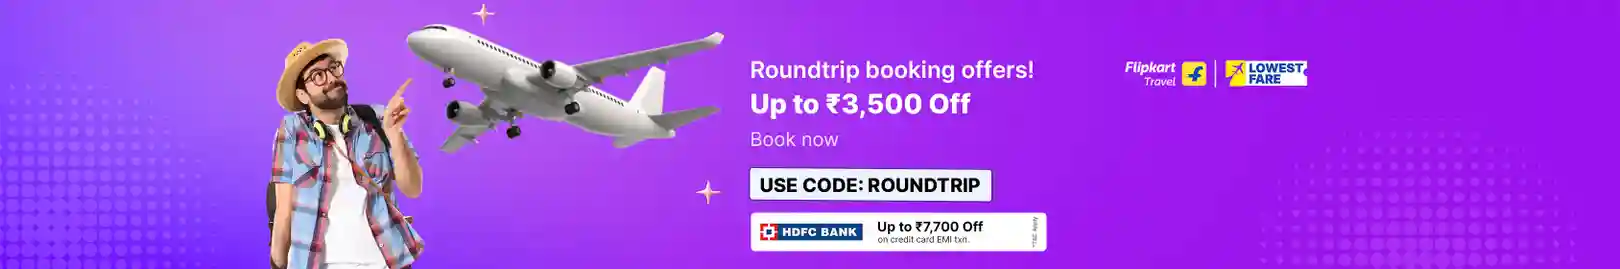 Roundtrip booking offers!
Up to ₹3,500 Off
Book now
USE CODE: ROUNDTRIP
HDFC BANK
Up to ₹7,700 Off
on credit card EMI txn.
*T&C Apply
Flipkart
Travel
LOWEST
FARE